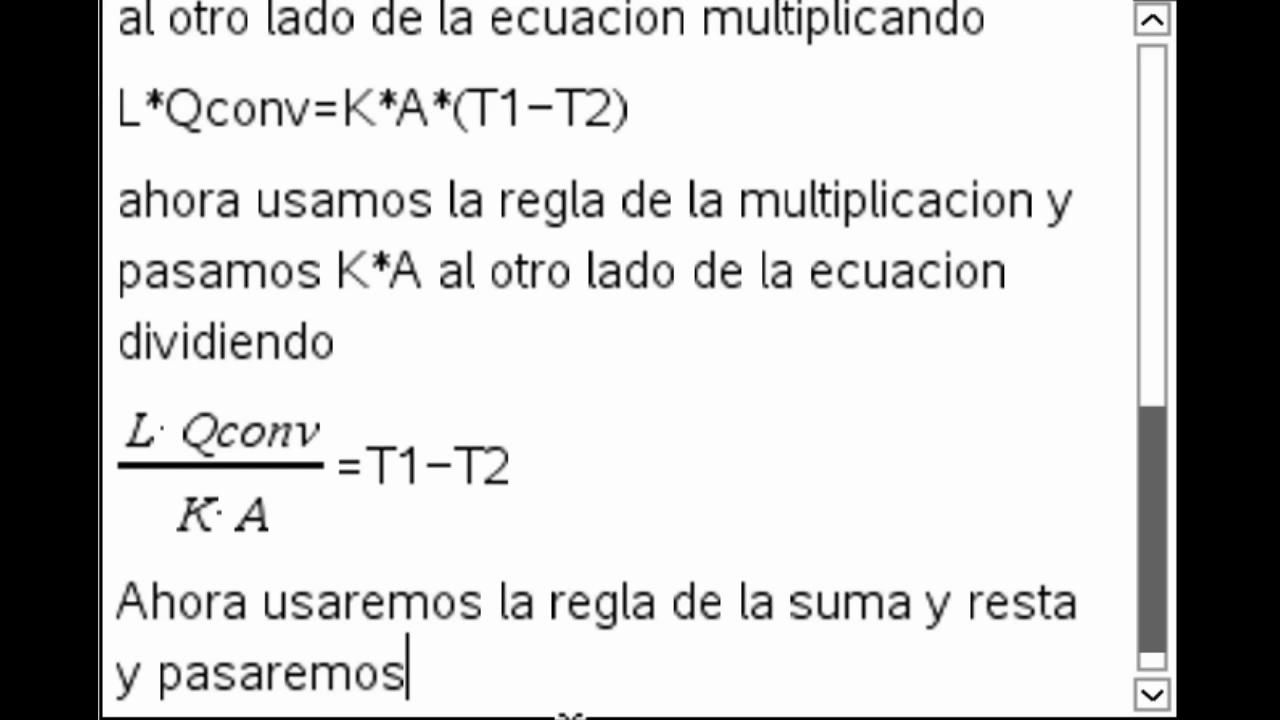 al otro lado de la ecuacion multiplicando
L*Qconv=K*A*(T1−T2)
ahora usamos la regla de la multiplicacion y
pasamos K*A al otro lado de la ecuacion
dividiendo
L· Qconv
=T1−T2
K· A
Ahora usaremos la regla de la suma y resta
y pasaremos